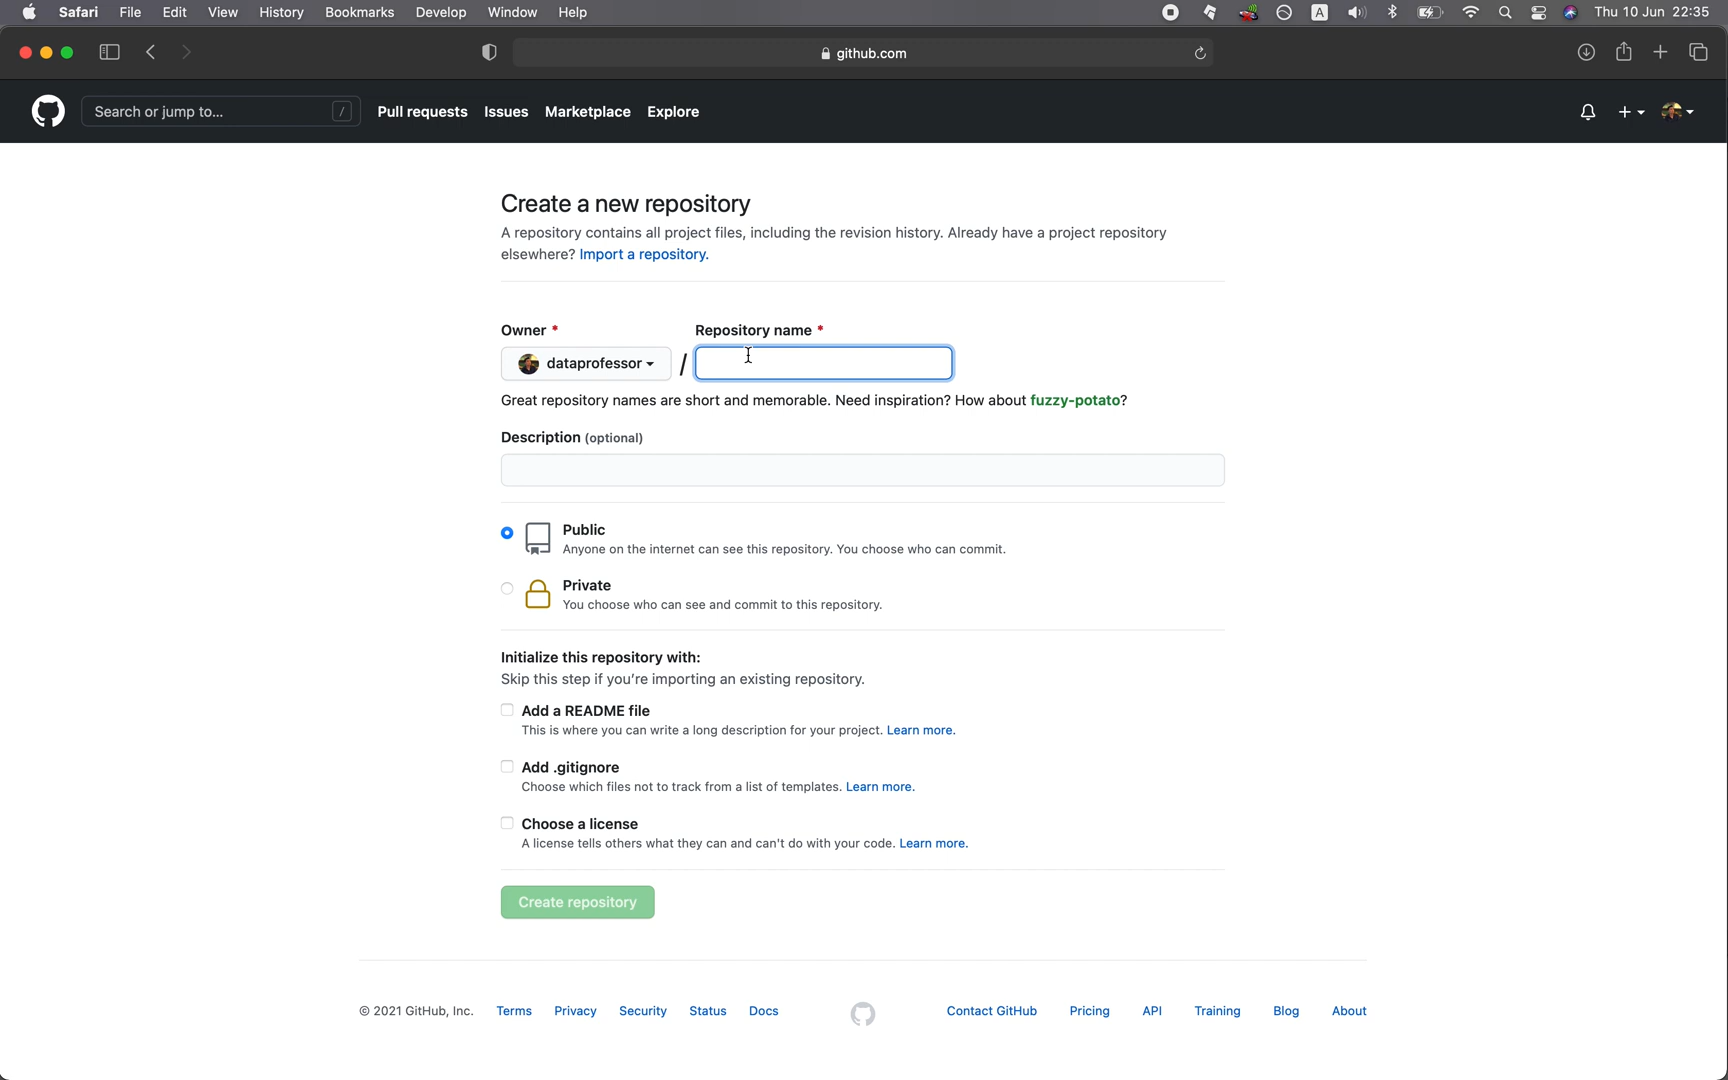 Safari File Edit View History Bookmarks Develop Window Help A Thu 10 Jun 22:35
github.com
Search or jump to... / Pull requests Issues Marketplace Explore
Create a new repository
A repository contains all project files, including the revision history. Already have a project repository
elsewhere? Import a repository.
Owner * Repository name *
dataprofessor /
Great repository names are short and memorable. Need inspiration? How about fuzzy-potato?
Description (optional)
Public
Anyone on the internet can see this repository. You choose who can commit.
Private
You choose who can see and commit to this repository.
Initialize this repository with:
Skip this step if you're importing an existing repository.
Add a README file
This is where you can write a long description for your project. Learn more.
Add .gitignore
Choose which files not to track from a list of templates. Learn more.
Choose a license
A license tells others what they can and can't do with your code. Learn more.
Create repository
© 2021 GitHub, Inc. Terms Privacy Security Status Docs Contact GitHub Pricing API Training Blog About